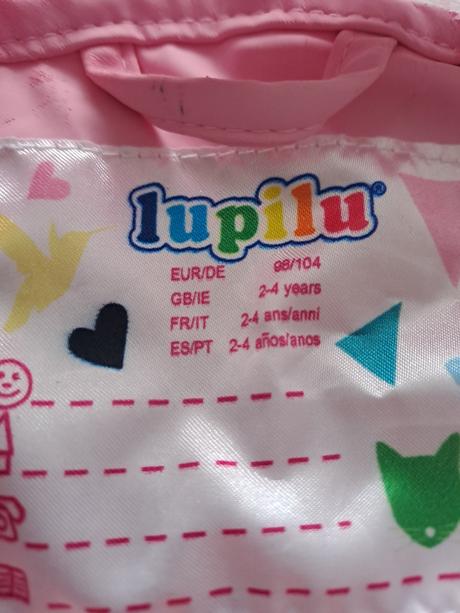 lupilu®
EUR/DE 98/104
GB/IE 2-4 years
FR/IT 2-4 ans/anni
ES/PT 2-4 años/anos